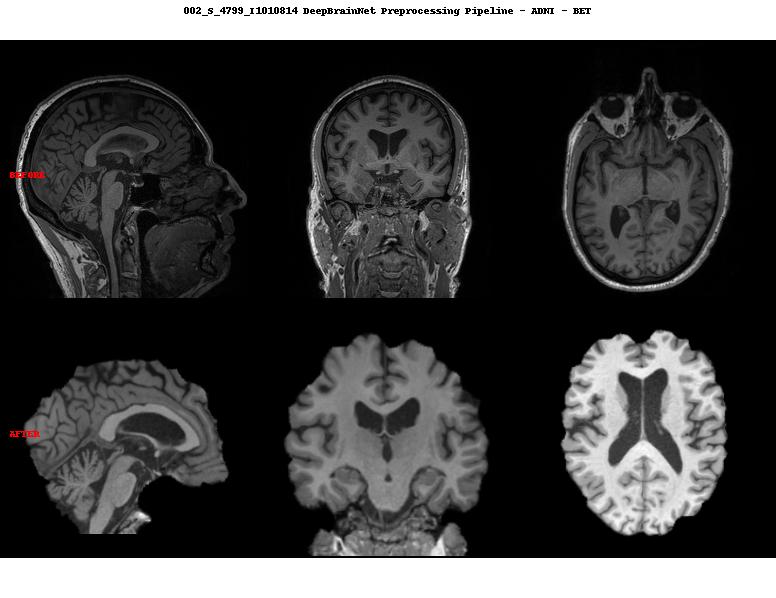 002_S_4799_I1010814 DeepBrainNet Preprocessing Pipeline - ADNI - BET
BEFORE
AFTER